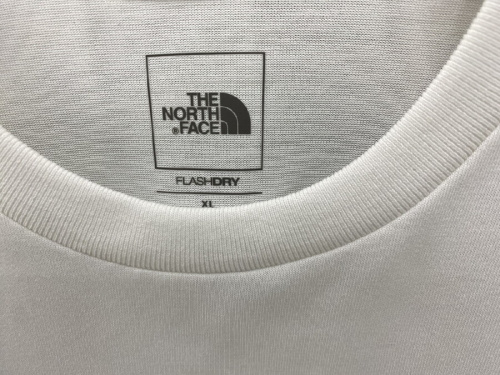 THE
NORTH
®FACE
FLASHDRY
XL